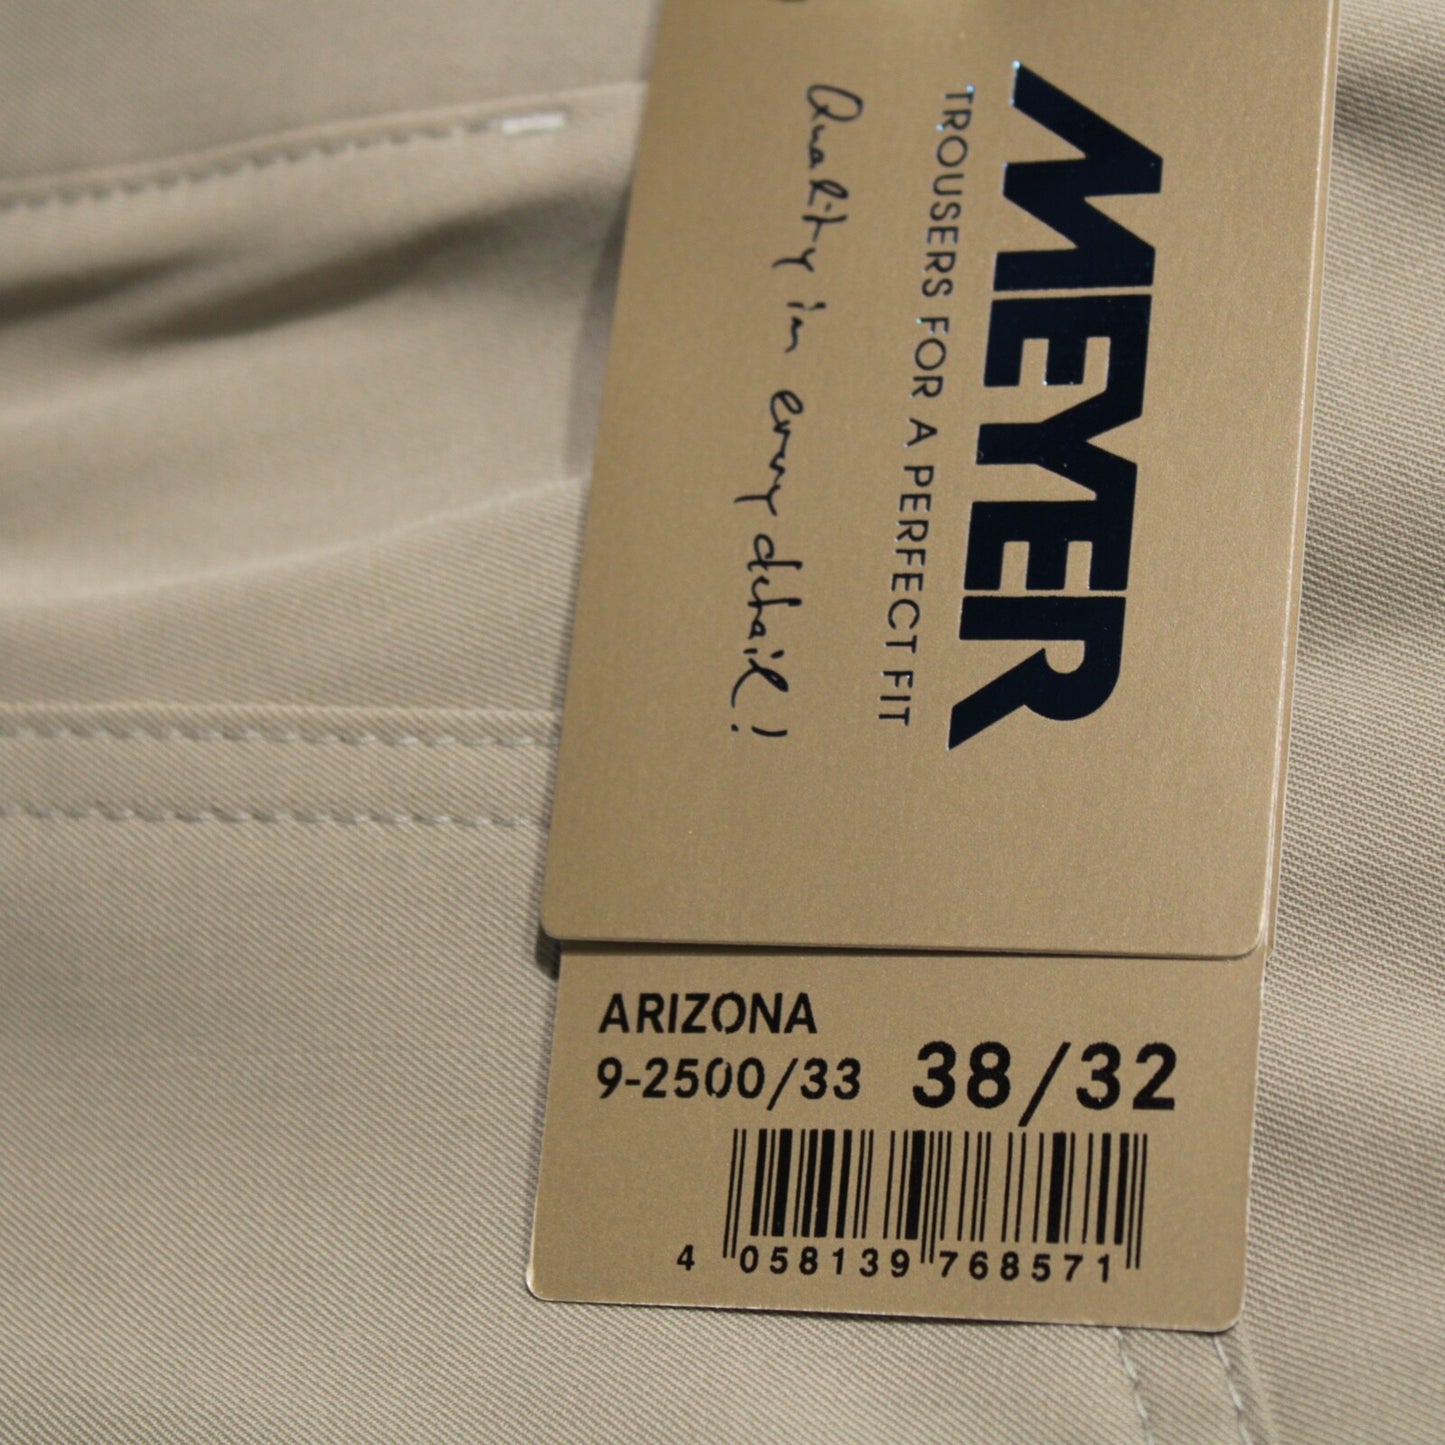 MEYER
TROUSERS FOR A PERFECT FIT
Quality in every detail!
ARIZONA
9-2500/33 38/32
4 058139 768571